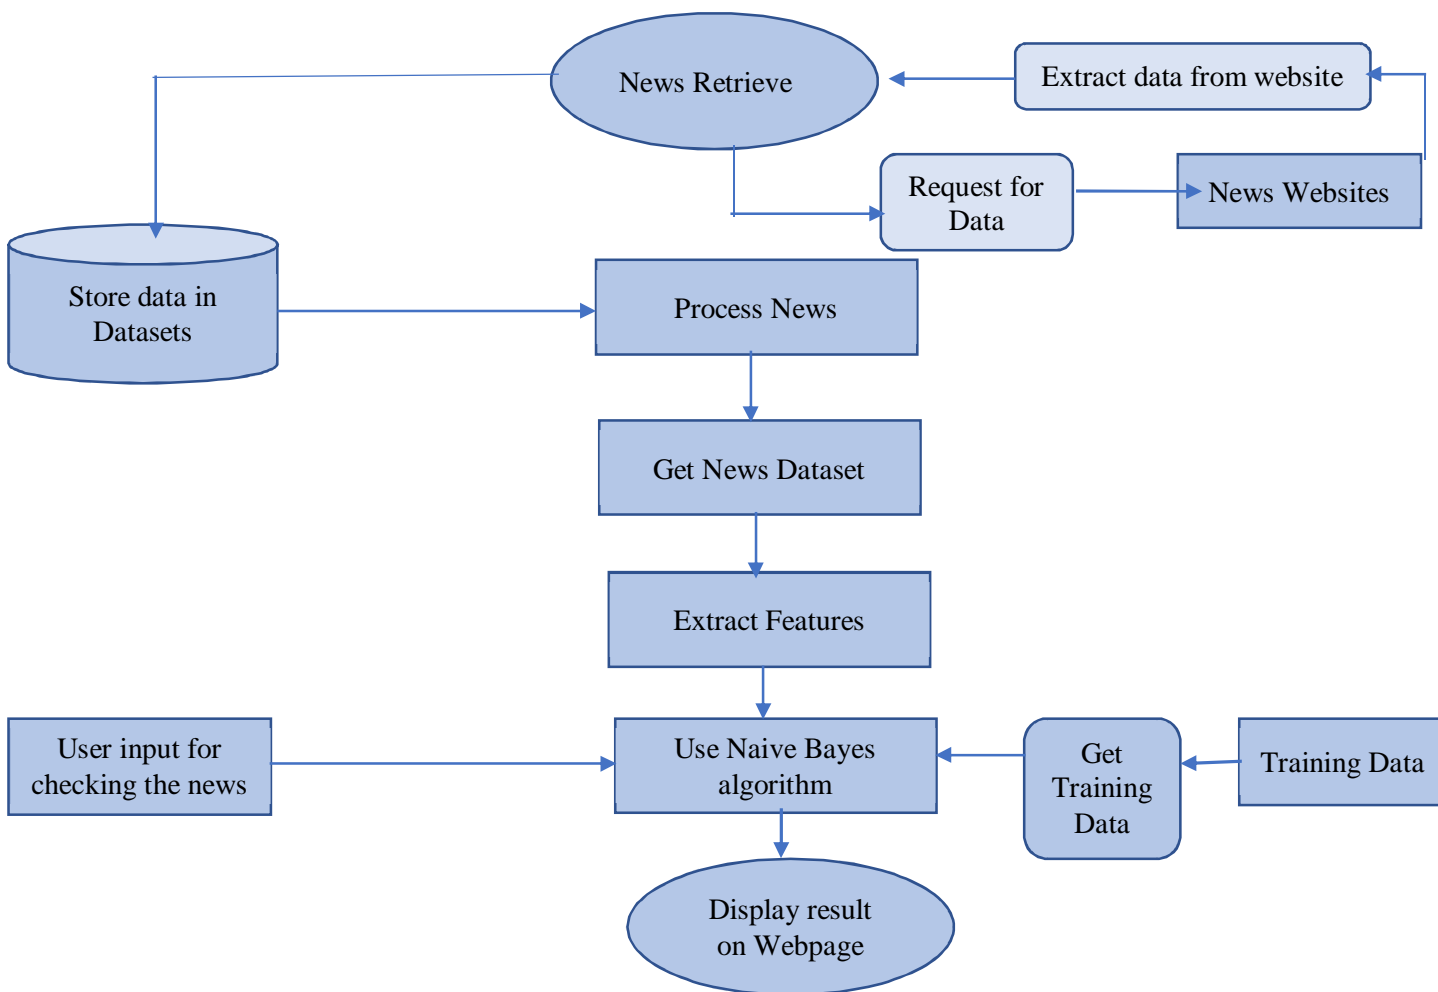 News Retrieve
Extract data from website
Request for
Data
News Websites
Store data in
Datasets
Process News
Get News Dataset
Extract Features
User input for
checking the news
Use Naive Bayes
algorithm
Get
Training
Data
Training Data
Display result
on Webpage